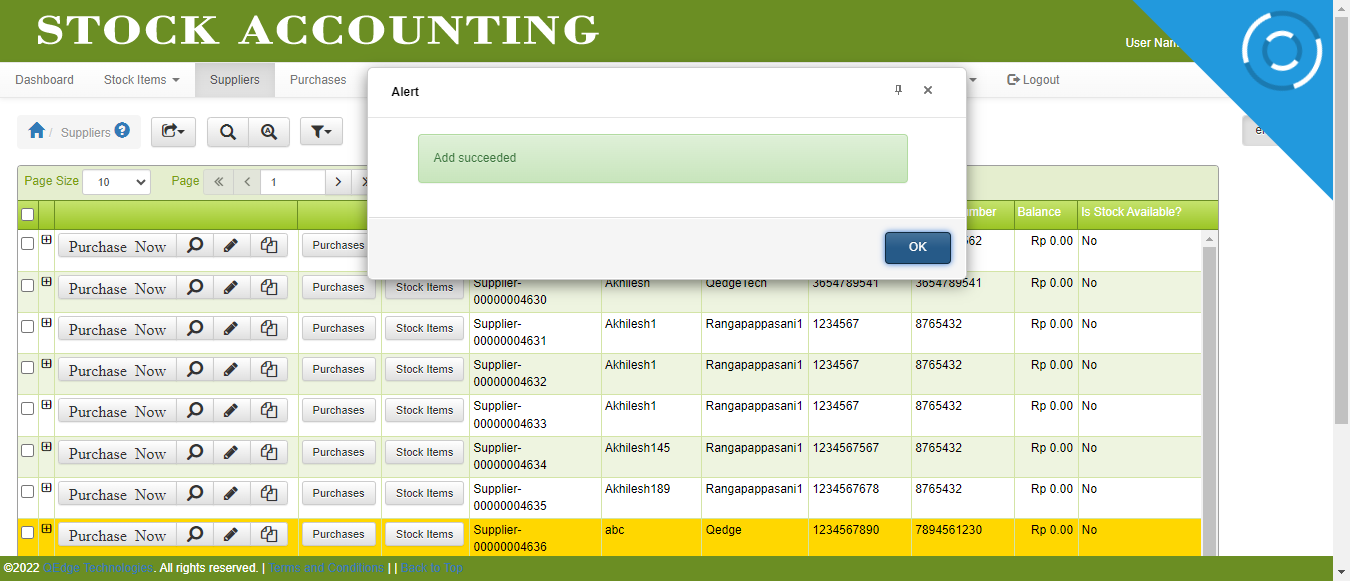 STOCK ACCOUNTING
User Nam
Dashboard Stock Items Suppliers Purchases Logout
Alert
/ Suppliers
Add succeeded
Page Size 10 Page 1
Balance Is Stock Available?
OK
Purchase Now Purchases Rp 0.00 No
Purchase Now Purchases Stock Items Supplier-00000004630 Akhilesh QedgeTech 3654789541 3654789541 Rp 0.00 No
Purchase Now Purchases Stock Items Supplier-00000004631 Akhilesh1 Rangapappasani1 1234567 8765432 Rp 0.00 No
Purchase Now Purchases Stock Items Supplier-00000004632 Akhilesh1 Rangapappasani1 1234567 8765432 Rp 0.00 No
Purchase Now Purchases Stock Items Supplier-00000004633 Akhilesh1 Rangapappasani1 1234567 8765432 Rp 0.00 No
Purchase Now Purchases Stock Items Supplier-00000004634 Akhilesh145 Rangapappasani1 1234567567 8765432 Rp 0.00 No
Purchase Now Purchases Stock Items Supplier-00000004635 Akhilesh189 Rangapappasani1 1234567678 8765432 Rp 0.00 No
Purchase Now Purchases Stock Items Supplier-00000004636 abc Qedge 1234567890 7894561230 Rp 0.00 No
©2022 QEdge Technologies. All rights reserved. | Terms and Conditions | | Back to Top